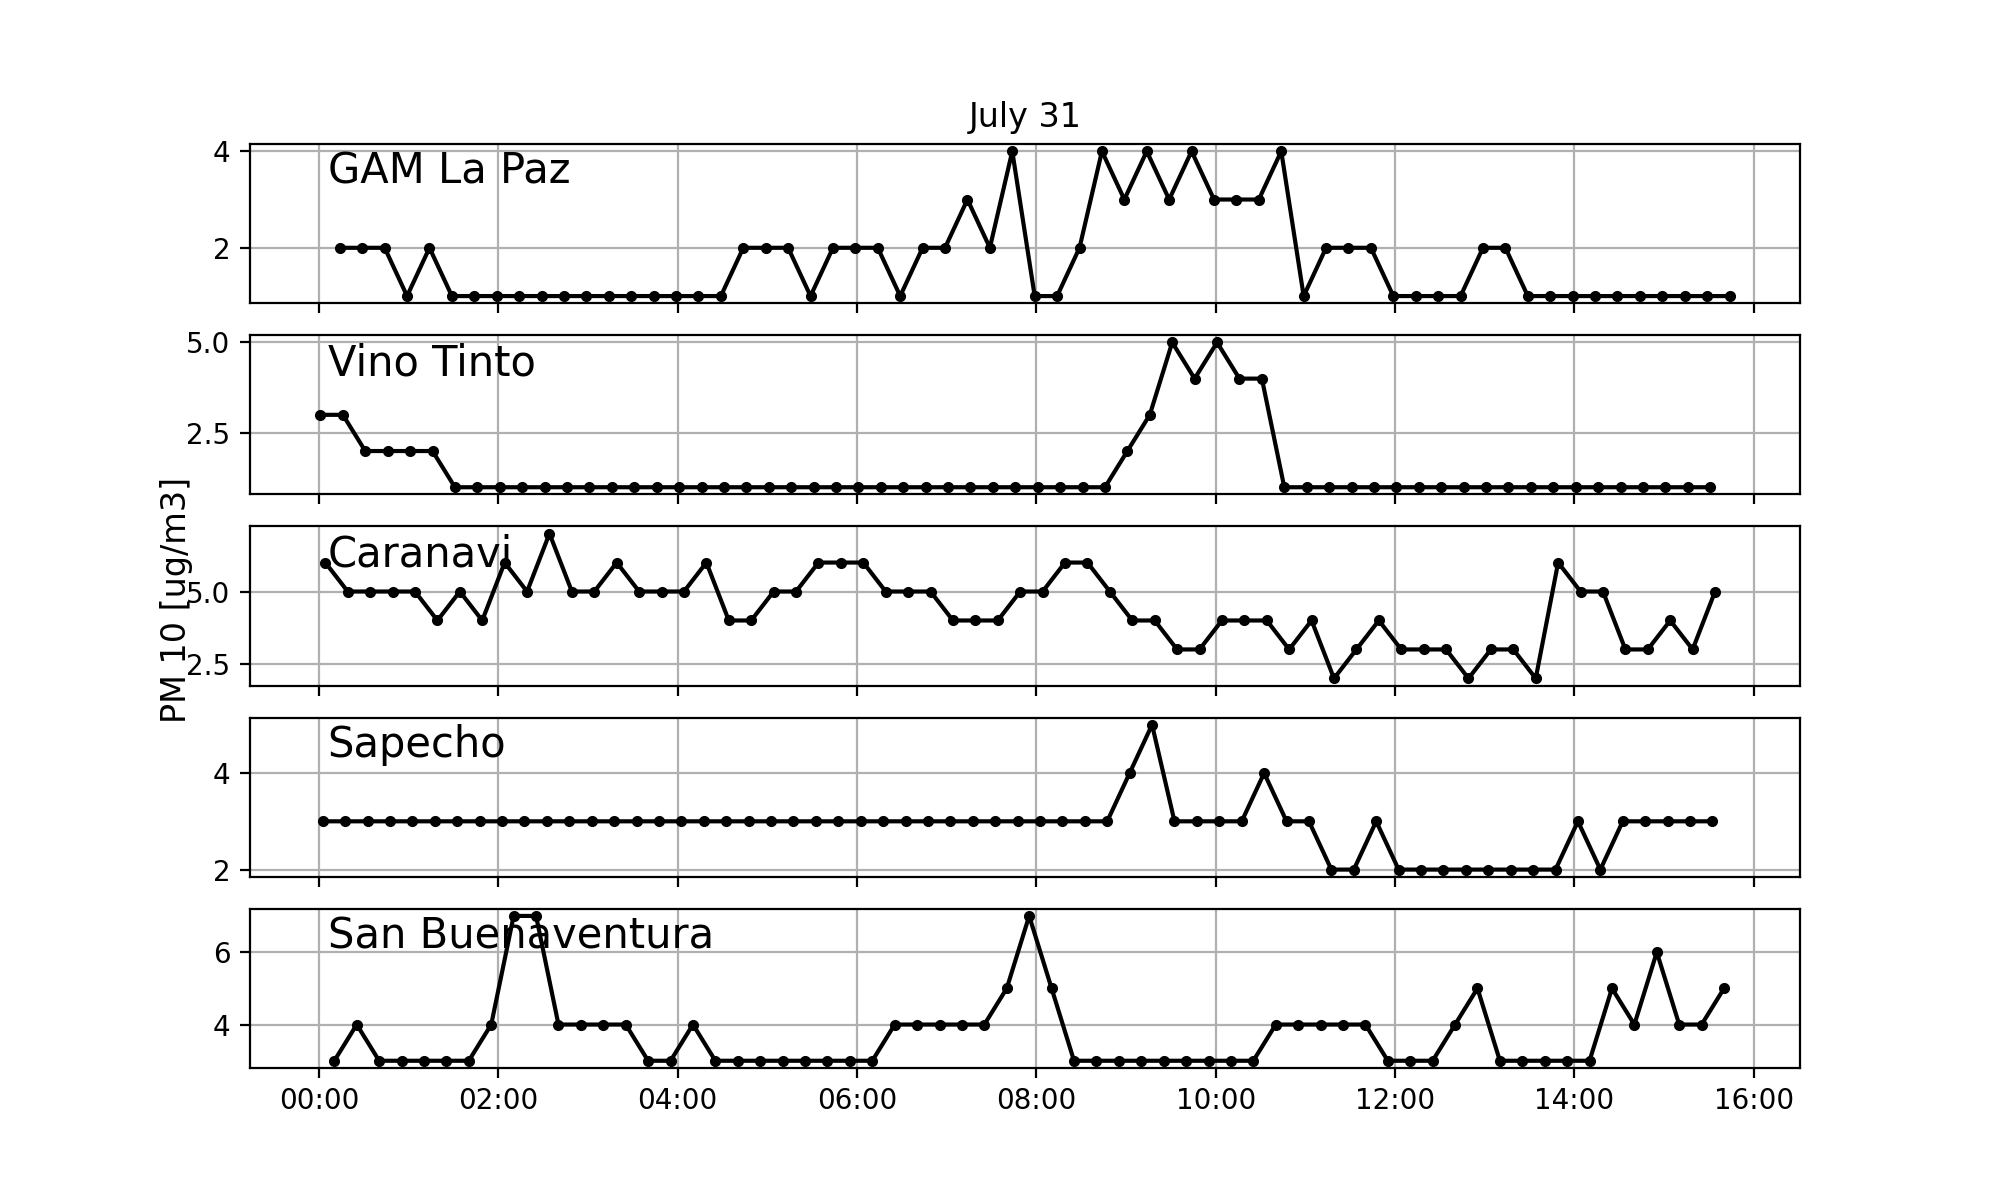 July 31
GAM La Paz
4
2
Vino Tinto
5.0
2.5
PM 10 [ug/m3]
Caranavi
5.0
2.5
Sapecho
4
2
San Buenaventura
6
4
00:00 02:00 04:00 06:00 08:00 10:00 12:00 14:00 16:00